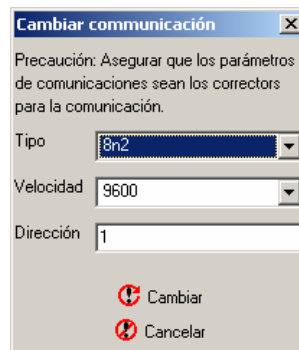 Cambiar communicación
Precaución: Asegurar que los parámetros
de comunicaciones sean los correctors
para la comunicación.
Tipo 8n2
Velocidad 9600
Dirección 1
Cambiar
Cancelar